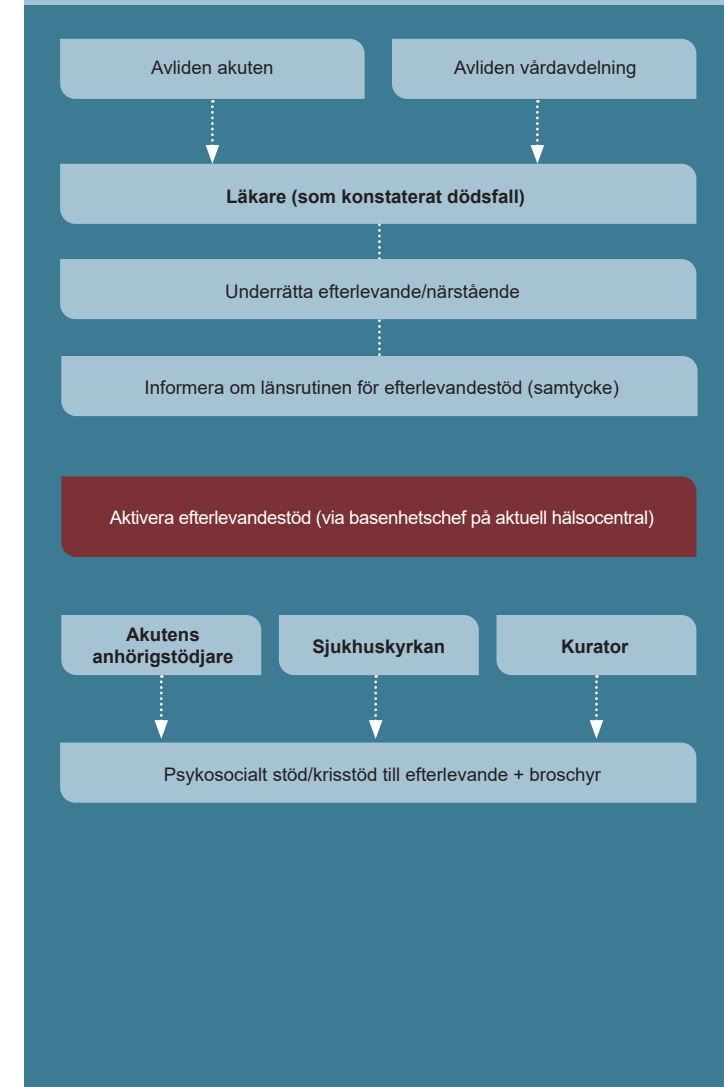 Avliden akuten
Avliden vårdavdelning
Läkare (som konstaterat dödsfall)
Underrätta efterlevande/närstående
Informera om länsrutinen för efterlevandestöd (samtycke)
Aktivera efterlevandestöd (via basenhetschef på aktuell hälsocentral)
Akutens
anhörigstödjare
Sjukhuskyrkan
Kurator
Psykosocialt stöd/krisstöd till efterlevande + broschyr